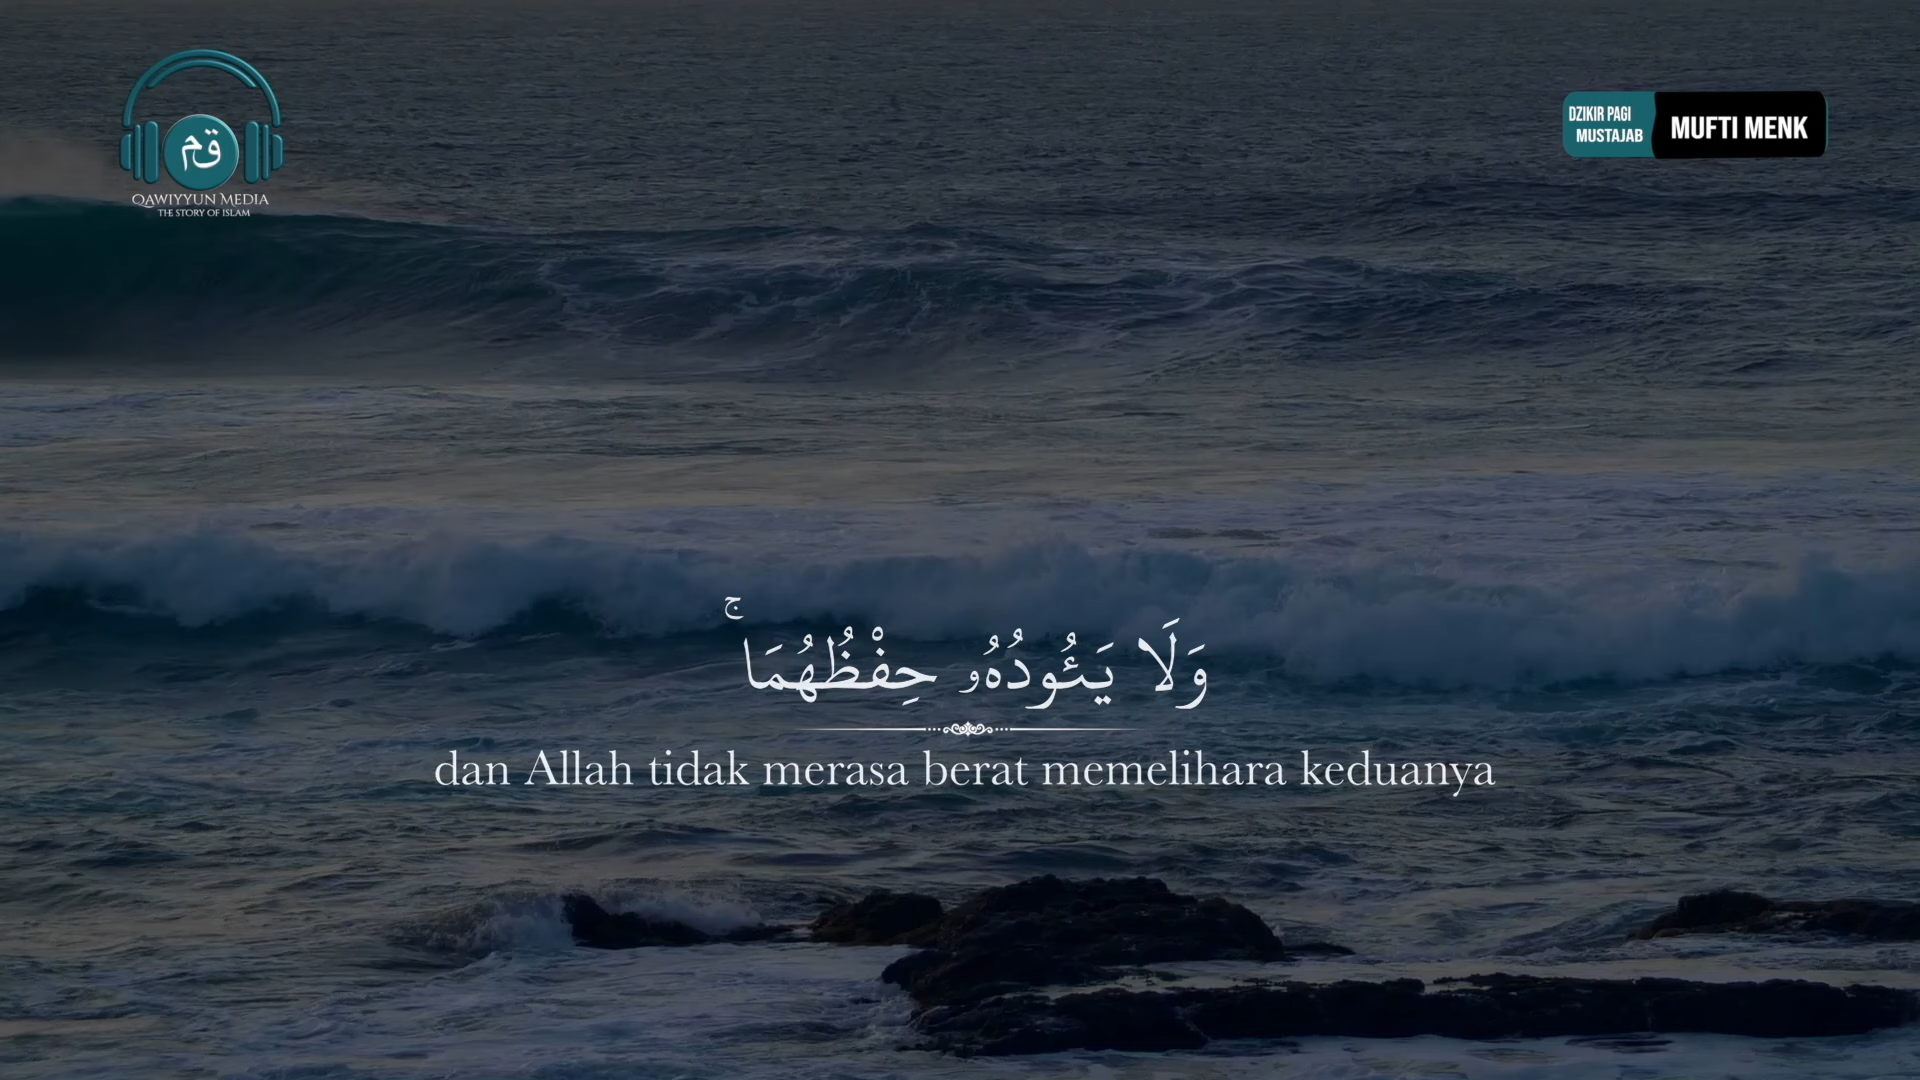 قم
QAWIYYUN MEDIA
THE STORY OF ISLAM
DZIKIR PAGI
MUSTAJAB
MUFTI MENK
وَلَا يَـُٔودُهُۥ حِفْظُهُمَا ۚ
dan Allah tidak merasa berat memelihara keduanya